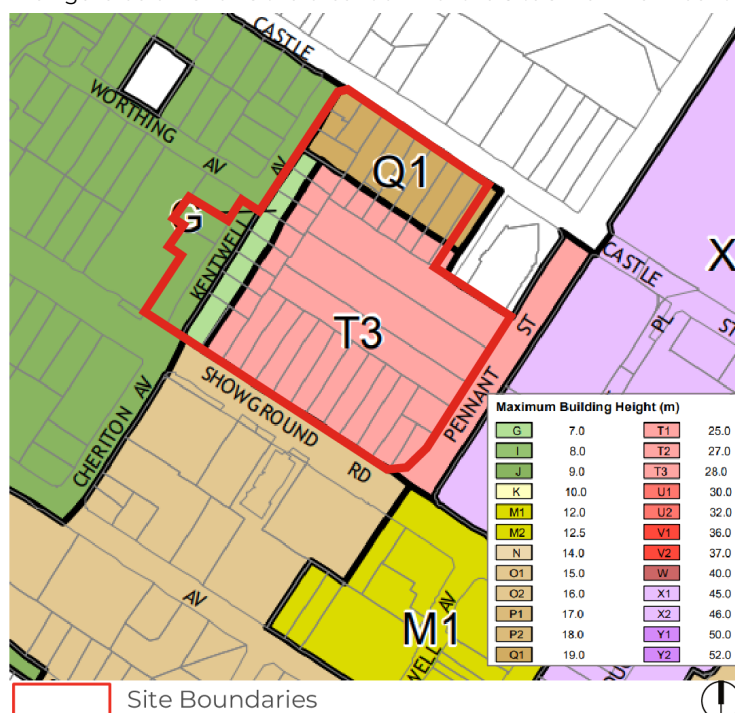 CASTLE
WORTHING
AV
AV
Q1
G
KENTWELL
CASTLE
X
ST
T3
PL
ST
CHERITON AV
SHOWGROUND
RD
PENNANT
AV
M1
AV
Maximum Building Height (m)
G 7.0 T1 25.0
I 8.0 T2 27.0
J 9.0 T3 28.0
K 10.0 U1 30.0
M1 12.0 U2 32.0
M2 12.5 V1 36.0
N 14.0 V2 37.0
O1 15.0 W 40.0
O2 16.0 X1 45.0
P1 17.0 X2 46.0
P2 18.0 Y1 50.0
Q1 19.0 Y2 52.0
Site Boundaries